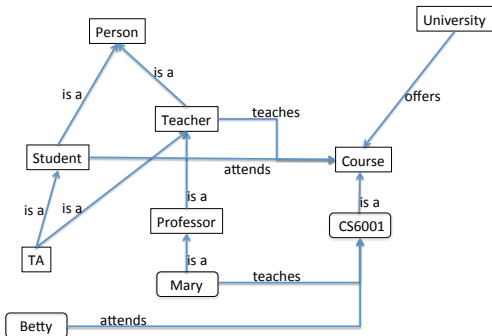 University
Person
is a
is a
offers
Teacher
teaches
Student
attends
Course
is a
is a
is a
is a
Professor
CS6001
TA
is a
Mary
teaches
Betty
attends